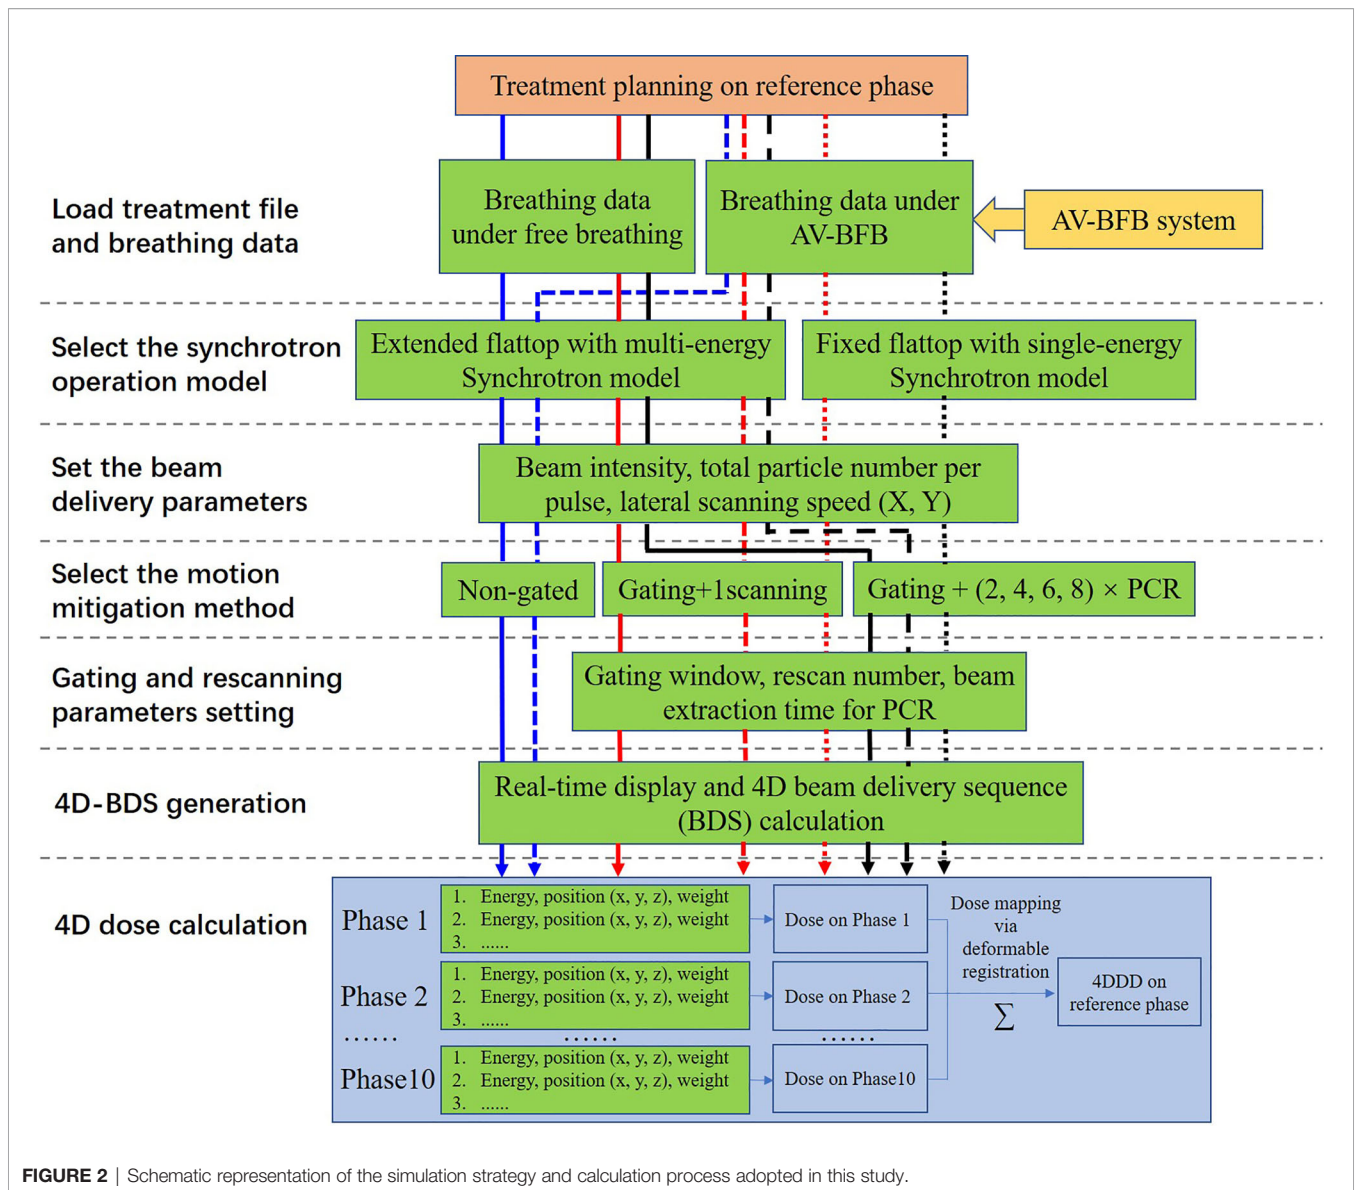 Treatment planning on reference phase
Load treatment file
and breathing data
Breathing data
under free breathing
Breathing data under
AV-BFB
AV-BFB system
Select the synchrotron
operation model
Extended flattop with multi-energy
Synchrotron model
Fixed flattop with single-energy
Synchrotron model
Set the beam
delivery parameters
Beam intensity, total particle number per
pulse, lateral scanning speed (X, Y)
Select the motion
mitigation method
Non-gated
Gating+1scanning
Gating + (2, 4, 6, 8) × PCR
Gating and rescanning
parameters setting
Gating window, rescan number, beam
extraction time for PCR
4D-BDS generation
Real-time display and 4D beam delivery sequence
(BDS) calculation
4D dose calculation
Phase 1
1. Energy, position (x, y, z), weight
2. Energy, position (x, y, z), weight
3. ......
Dose on Phase 1
Phase 2
1. Energy, position (x, y, z), weight
2. Energy, position (x, y, z), weight
3. ......
Dose on Phase 2
...... ...... ......
Phase10
1. Energy, position (x, y, z), weight
2. Energy, position (x, y, z), weight
3. ......
Dose on Phase10
Dose mapping
via
deformable
registration
∑
4DDD on
reference phase
FIGURE 2 | Schematic representation of the simulation strategy and calculation process adopted in this study.